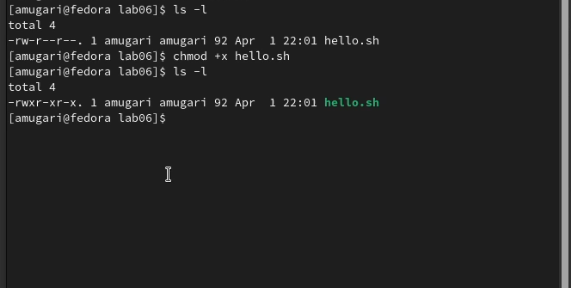 [amugari@fedora lab06]$ ls -l
total 4
-rw-r--r--. 1 amugari amugari 92 Apr  1 22:01 hello.sh
[amugari@fedora lab06]$ chmod +x hello.sh
[amugari@fedora lab06]$ ls -l
total 4
-rwxr-xr-x. 1 amugari amugari 92 Apr  1 22:01 hello.sh
[amugari@fedora lab06]$